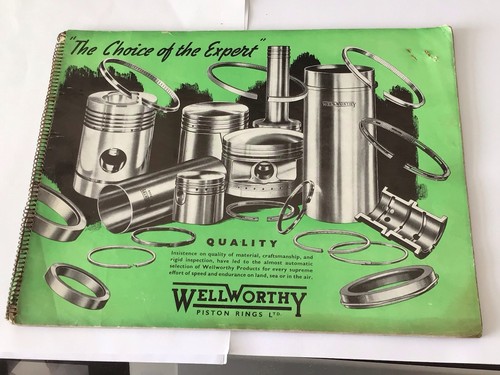 "The Choice of the Expert"
WELLWORTHY
QUALITY
Insistence on quality of material, craftsmanship, and
rigid inspection, have led to the almost automatic
selection of Wellworthy Products for every supreme
effort of speed and endurance on land, sea or in the air.
WELLWORTHY
PISTON RINGS LTD.